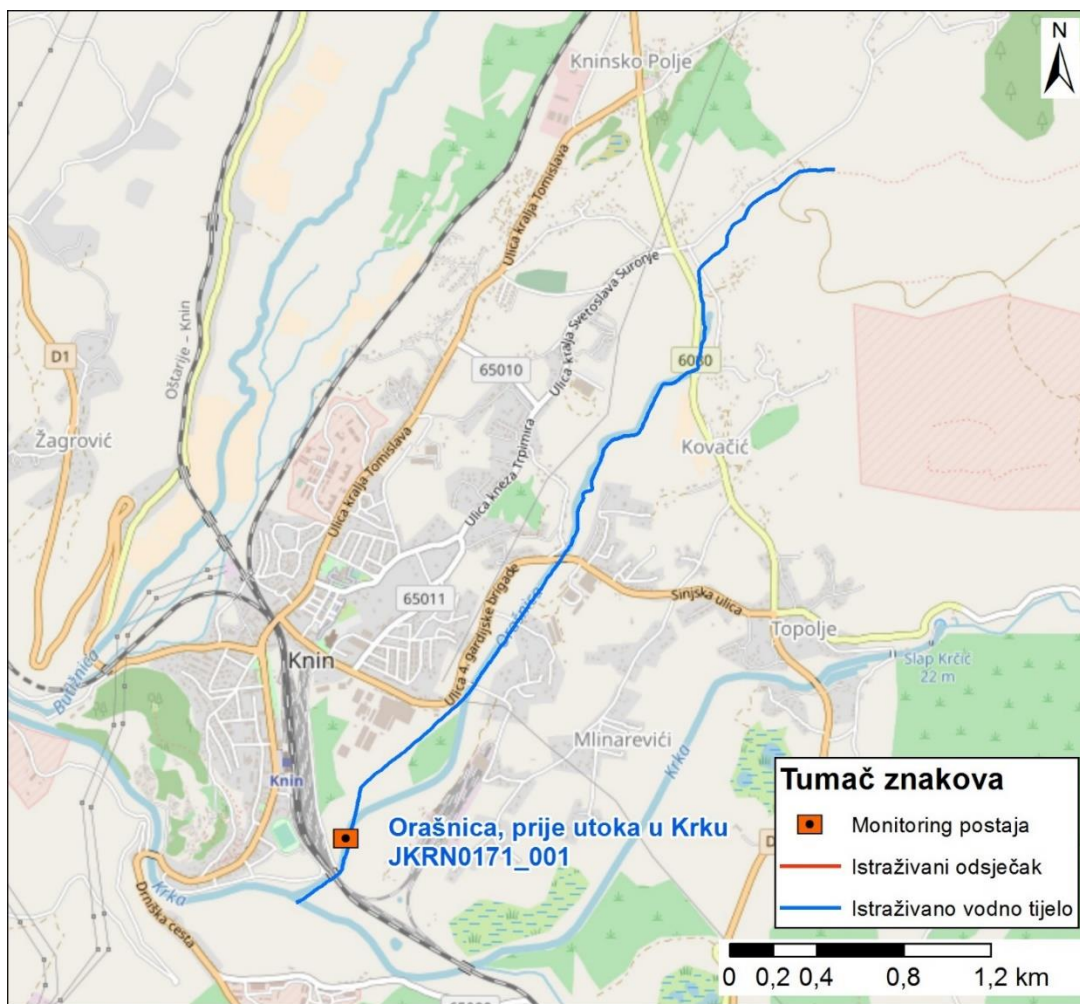 N
Kninsko Polje
Ulica kralja Tomislava
Ulica kralja Svetoslava Suronje
Oštarije – Knin
D1
65010
6080
Žagrović
Kovačić
Ulica kralja Tomislava
Ulica kneza Trpimira
65011
Ulica 4. gardijske brigade
Orašnica
Sinjska ulica
Topolje
Slap Krčić
22 m
Butižnica
Knin
Mlinarevići
Krka
Knin
Orašnica, prije utoka u Krku
JKRN0171_001
Krka
Drniška cesta
Tumač znakova
Monitoring postaja
Istraživani odsječak
Istraživano vodno tijelo
0 0,2 0,4 0,8 1,2 km